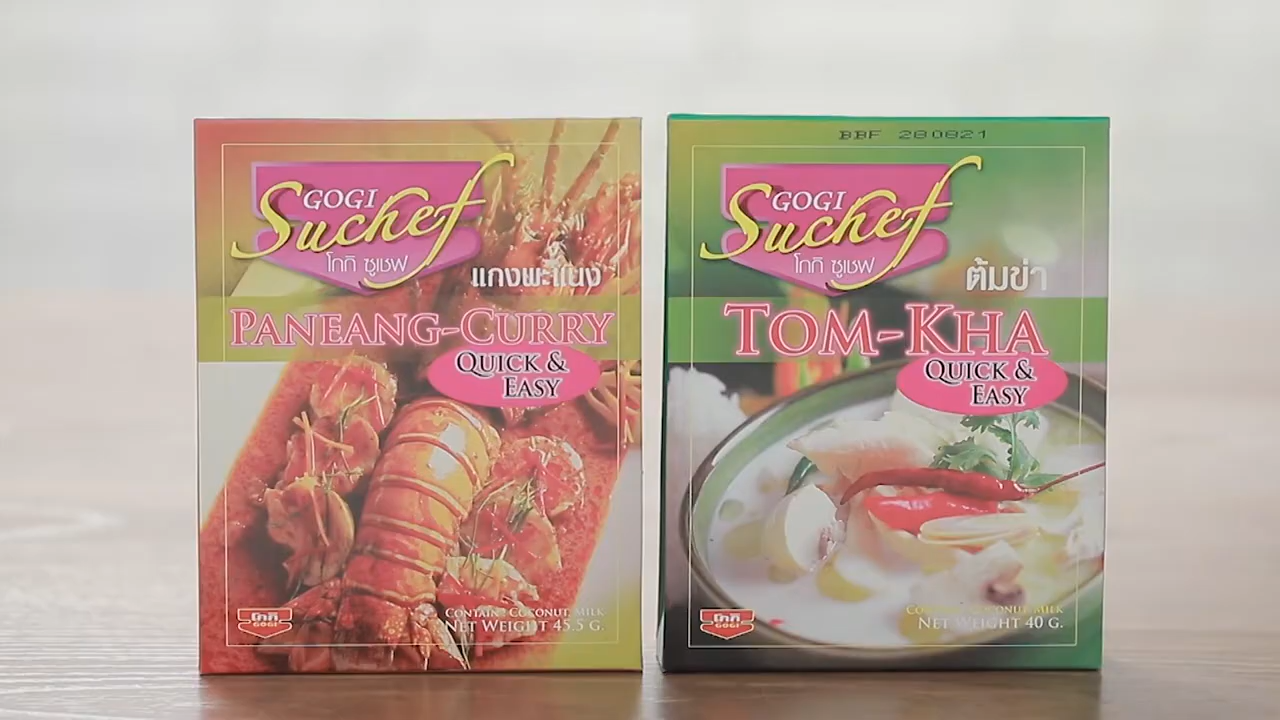 GOGI
Suchef
โกกิ ซูเชฟ
แกงพะแนง
PANEANG-CURRY
QUICK &
EASY
โกกิ
GOGI
CONTAINS COCONUT MILK
NET WEIGHT 45.5 G.
BBF 280821
GOGI
Suchef
โกกิ ซูเชฟ
ต้มข่า
TOM-KHA
QUICK &
EASY
โกกิ
GOGI
CONTAINS COCONUT MILK
NET WEIGHT 40 G.